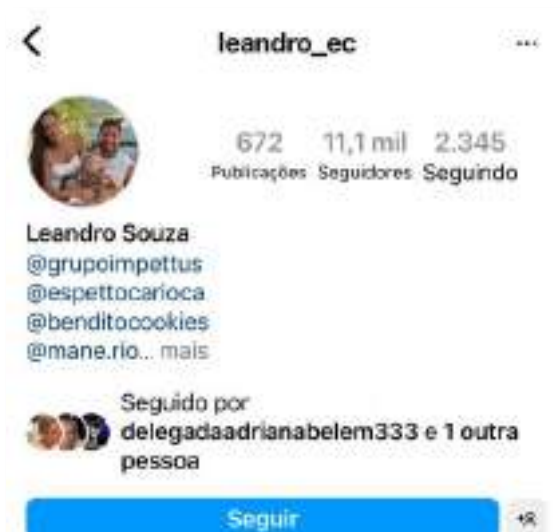 leandro_ec
672 11,1 mil 2.345
Publicações Seguidores Seguindo
Leandro Souza
@grupoimpettus
@espettocarioca
@benditocookies
@mane.rio... mais
Seguido por
delegadaadrianabelem333 e 1 outra
pessoa
Seguir